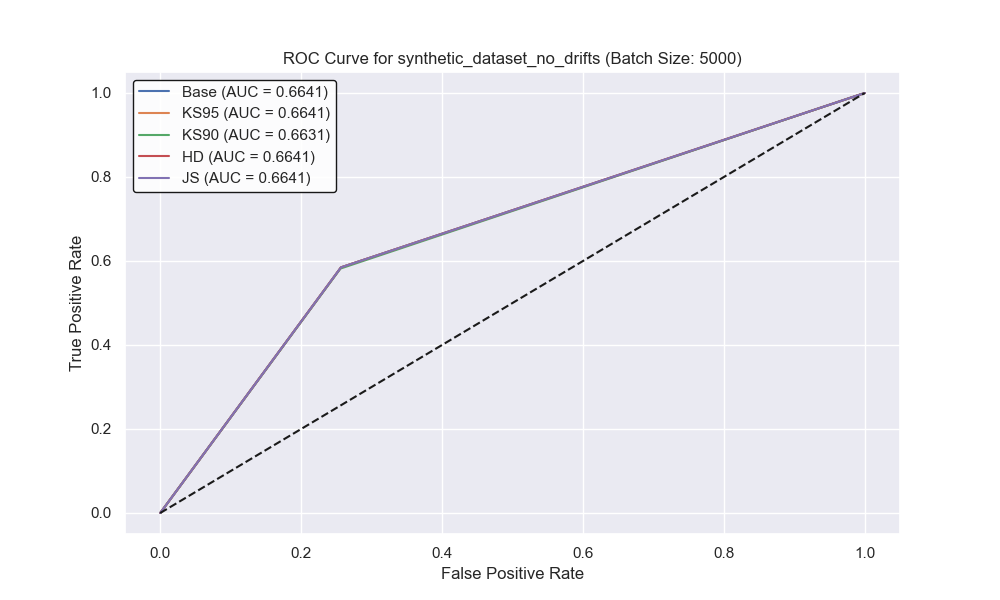 ROC Curve for synthetic_dataset_no_drifts (Batch Size: 5000)
Base (AUC = 0.6641)
KS95 (AUC = 0.6641)
KS90 (AUC = 0.6631)
HD (AUC = 0.6641)
JS (AUC = 0.6641)
True Positive Rate
1.0
0.8
0.6
0.4
0.2
0.0
0.0 0.2 0.4 0.6 0.8 1.0
False Positive Rate